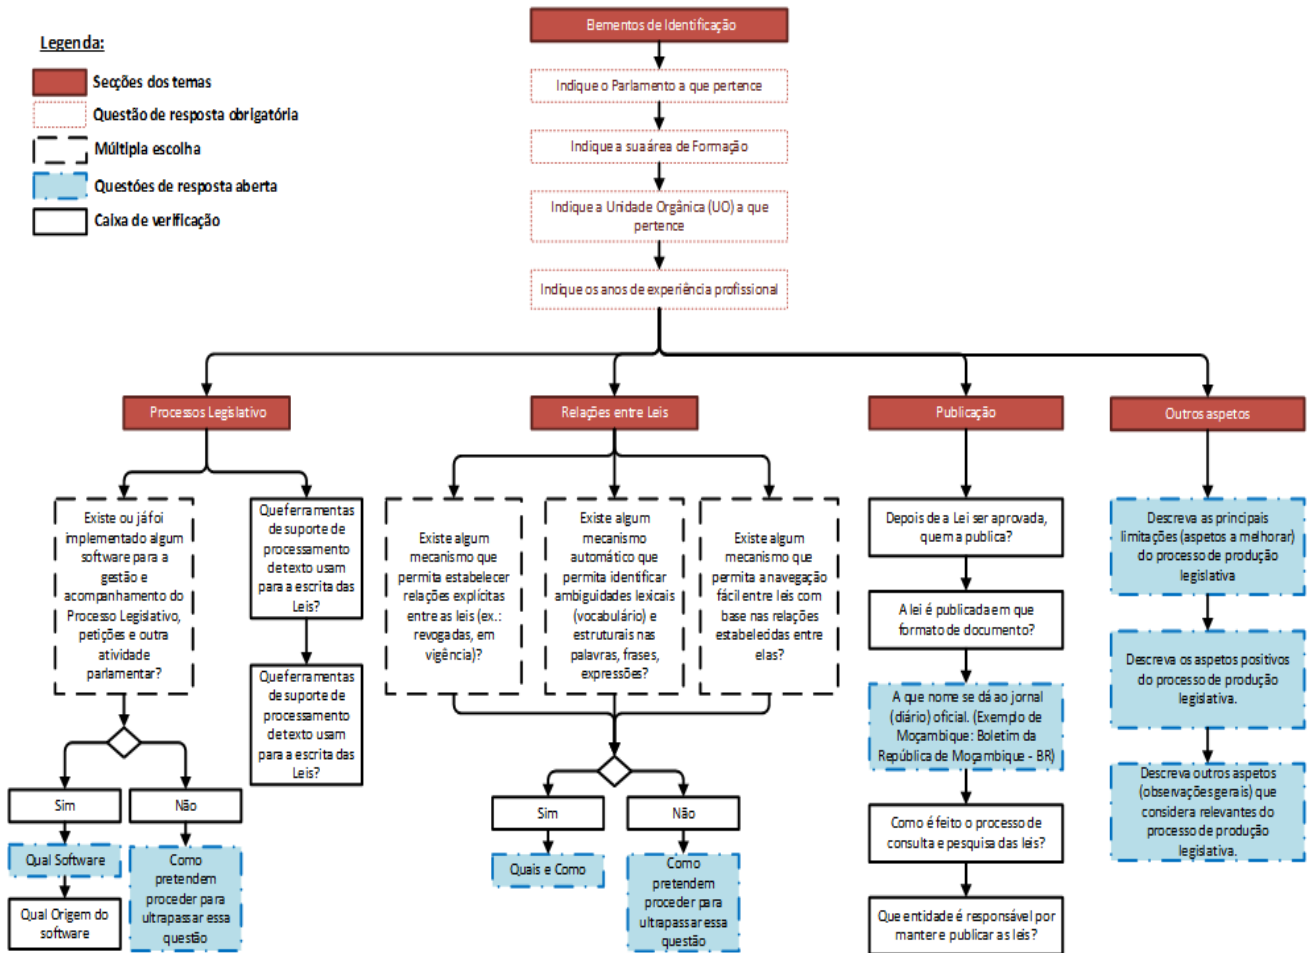 Elementos de Identificação
Legenda:
Secções dos temas
Questão de resposta obrigatória
Múltipla escolha
Questões de resposta aberta
Caixa de verificação
Indique o Parlamento a que pertence
Indique a sua área de Formação
Indique a Unidade Orgânica (UO) a que
pertence
Indique os anos de experiência profissional
Processos Legislativo
Relações entre Leis
Publicação
Outros aspetos
Existe ou já foi
implementado algum
software para a
gestão e
acompanhamento do
Processo Legislativo,
petições e outra
atividade
parlamentar?
Que ferramentas
de suporte de
processamento
de texto usam
para a escrita das
Leis?
Que ferramentas
de suporte de
processamento
de texto usam
para a escrita das
Leis?
Sim
Não
Qual Software
Qual Origem do
software
Como
pretendem
proceder para
ultrapassar essa
questão
Existe algum
mecanismo que
permita estabelecer
relações explícitas
entre as leis (ex.:
revogadas, em
vigência)?
Existe algum
mecanismo
automático que
permita identificar
ambiguidades lexicais
(vocabulário) e
estruturais nas
palavras, frases,
expressões?
Existe algum
mecanismo que
permita a navegação
fácil entre leis com
base nas relações
estabelecidas entre
elas?
Sim
Não
Quais e Como
Como
pretendem
proceder para
ultrapassar essa
questão
Depois de a Lei ser aprovada,
quem a publica?
A lei é publicada em que
formato de documento?
A que nome se dá ao jornal
(diário) oficial. (Exemplo de
Moçambique: Boletim da
República de Moçambique - BR)
Como é feito o processo de
consulta e pesquisa das leis?
Que entidade é responsável por
manter e publicar as leis?
Descreva as principais
limitações (aspetos a melhorar)
do processo de produção
legislativa
Descreva os aspetos positivos
do processo de produção
legislativa.
Descreva outros aspetos
(observações gerais) que
considera relevantes do
processo de produção
legislativa.